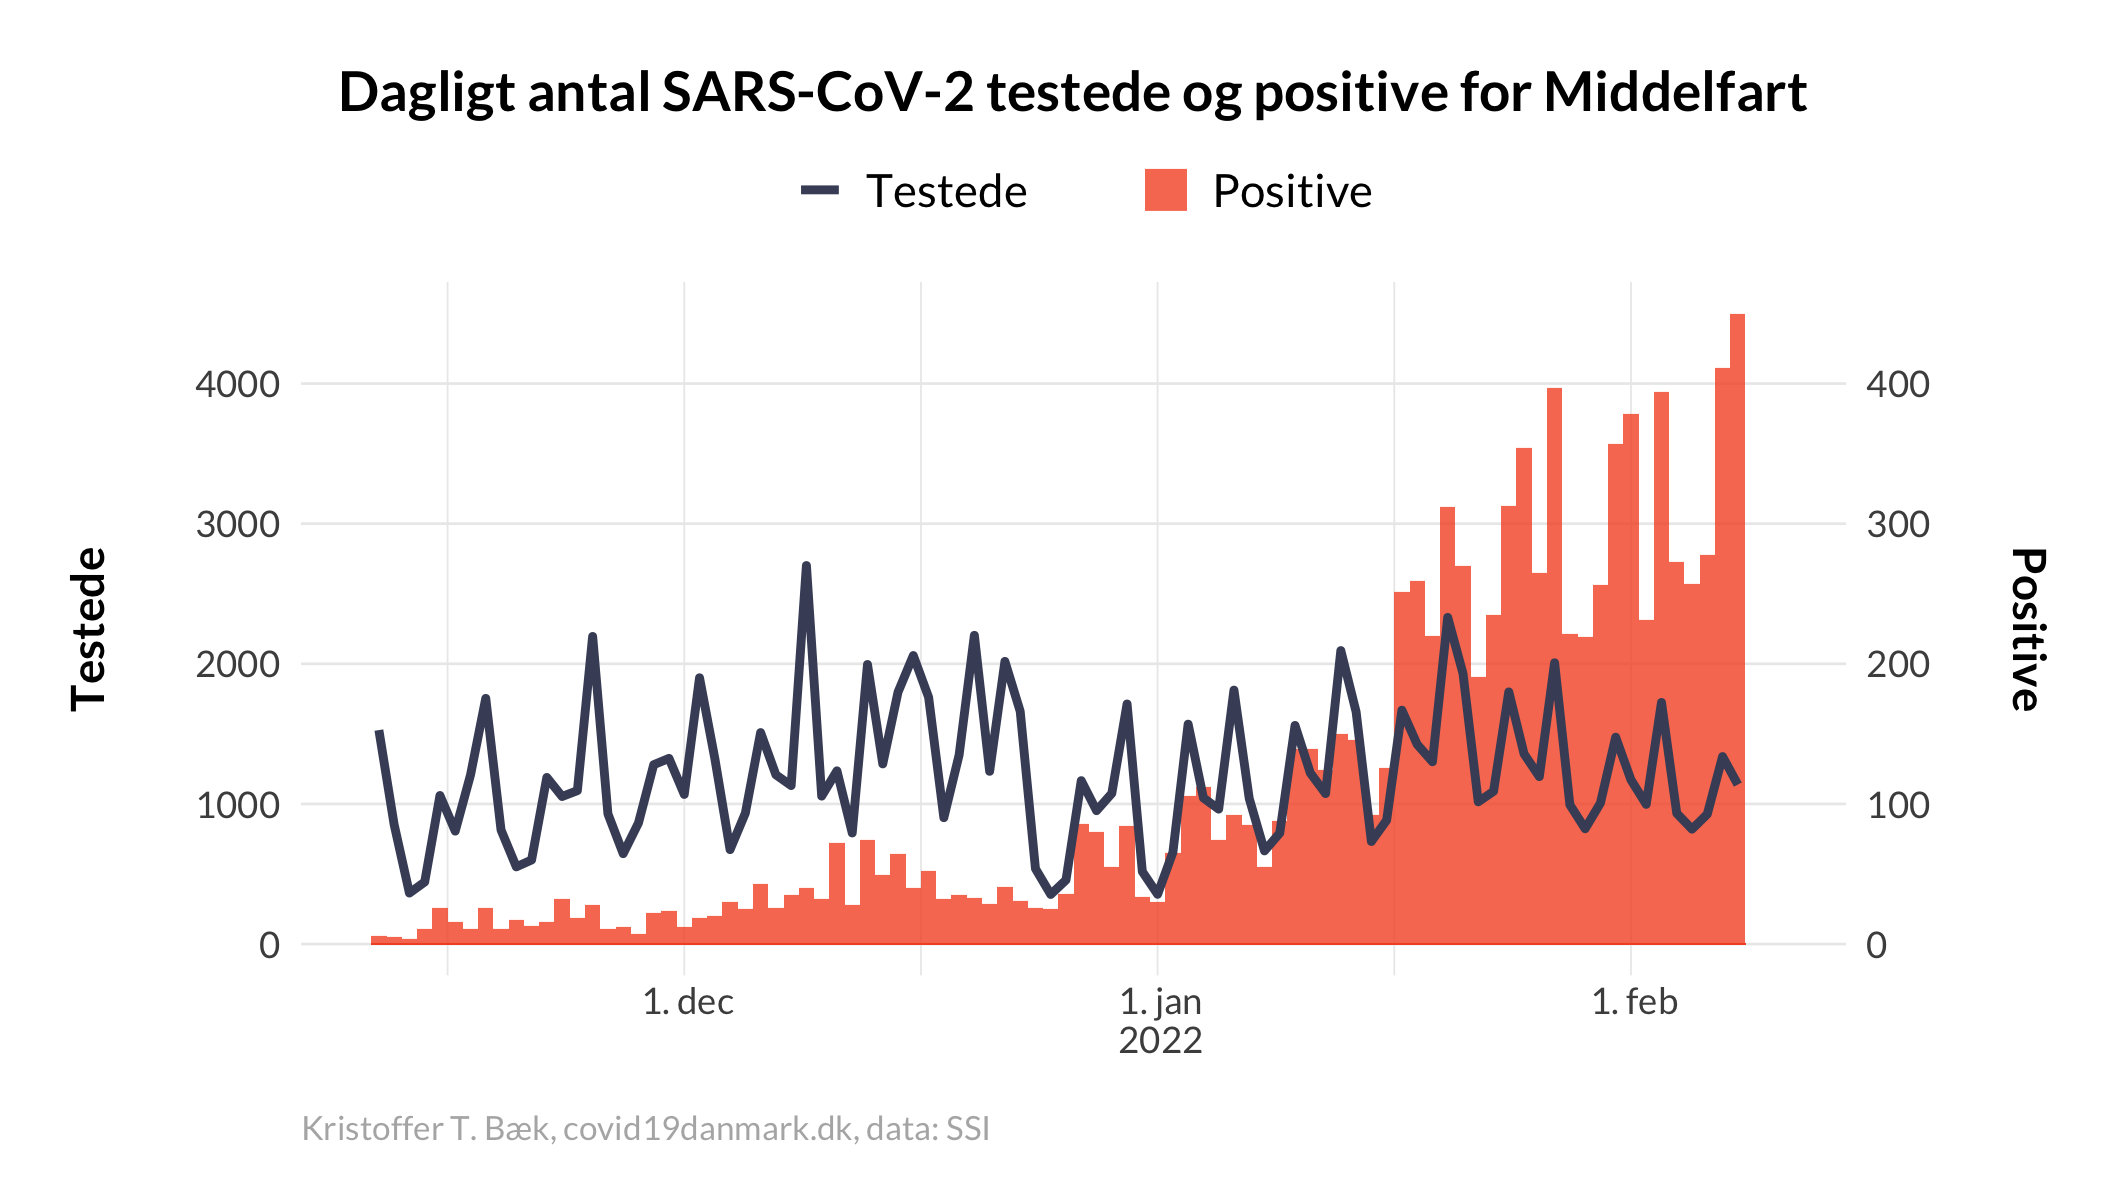 Dagligt antal SARS-CoV-2 testede og positive for Middelfart
Testede
Positive
Testede
4000
3000
2000
1000
0
400
300
200
100
0
Positive
1. dec
1. jan
2022
1. feb
Kristoffer T. Bæk, covid19danmark.dk, data: SSI